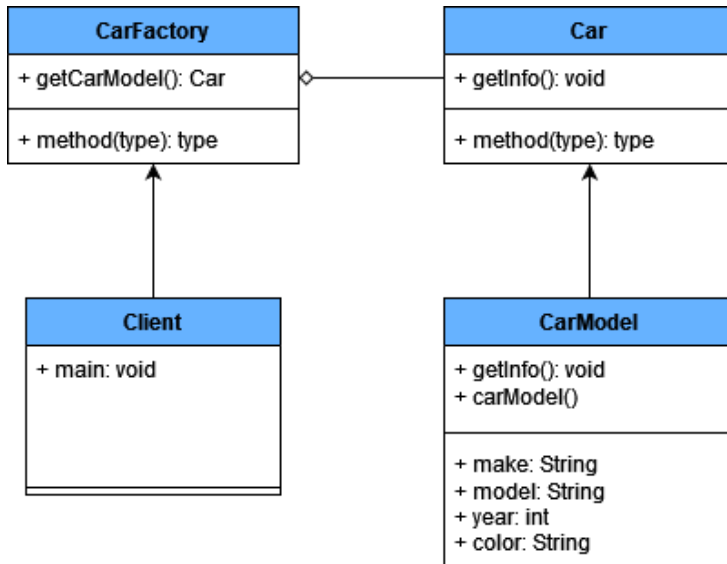 CarFactory
+ getCarModel(): Car
+ method(type): type
Car
+ getInfo(): void
+ method(type): type
Client
+ main: void
CarModel
+ getInfo(): void
+ carModel()
+ make: String
+ model: String
+ year: int
+ color: String